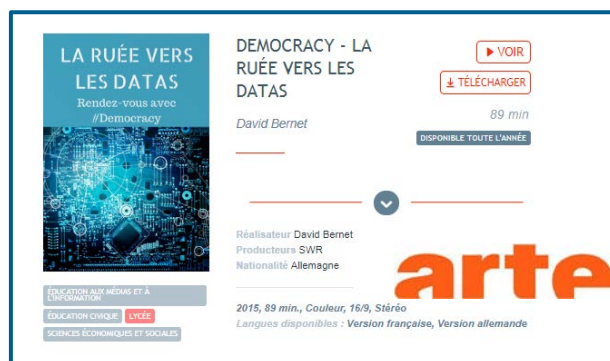 LA RUÉE VERS
LES DATAS
Rendez-vous avec
#Democracy
ÉDUCATION AUX MÉDIAS ET À
L'INFORMATION
ÉDUCATION CIVIQUE
LYCÉE
SCIENCES ÉCONOMIQUES ET SOCIALES
DEMOCRACY - LA
RUÉE VERS LES
DATAS
David Bernet
VOIR
TÉLÉCHARGER
89 min
DISPONIBLE TOUTE L'ANNÉE
Réalisateur David Bernet
Producteurs SWR
Nationalité Allemagne
arte
2015, 89 min., Couleur, 16/9, Stéréo
Langues disponibles : Version française, Version allemande